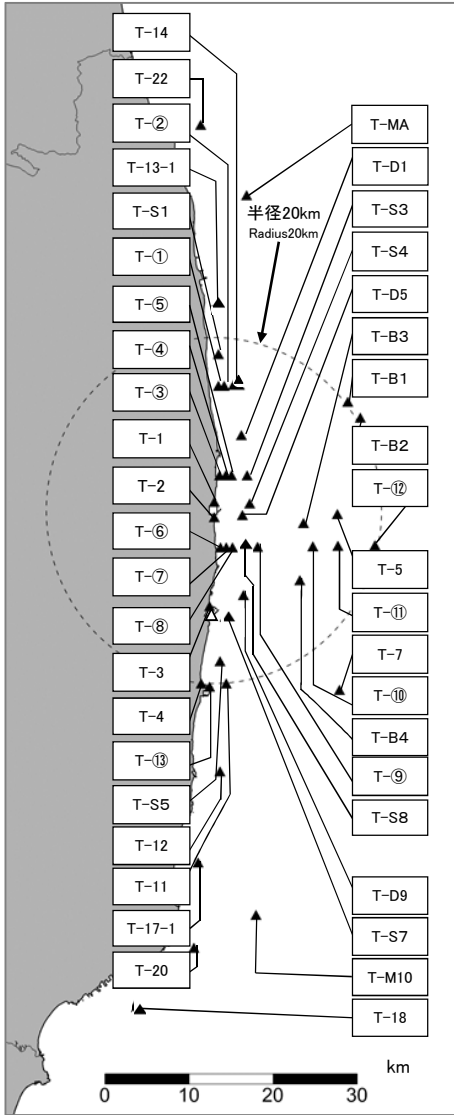 T-14
T-22
T-②
T-13-1
T-S1
T-①
T-⑤
T-④
T-③
T-1
T-2
T-⑥
T-⑦
T-⑧
T-3
T-4
T-⑬
T-S5
T-12
T-11
T-17-1
T-20
半径20km
Radius20km
T-MA
T-D1
T-S3
T-S4
T-D5
T-B3
T-B1
T-B2
T-⑫
T-5
T-⑪
T-7
T-⑩
T-B4
T-⑨
T-S8
T-D9
T-S7
T-M10
T-18
km
0 10 20 30